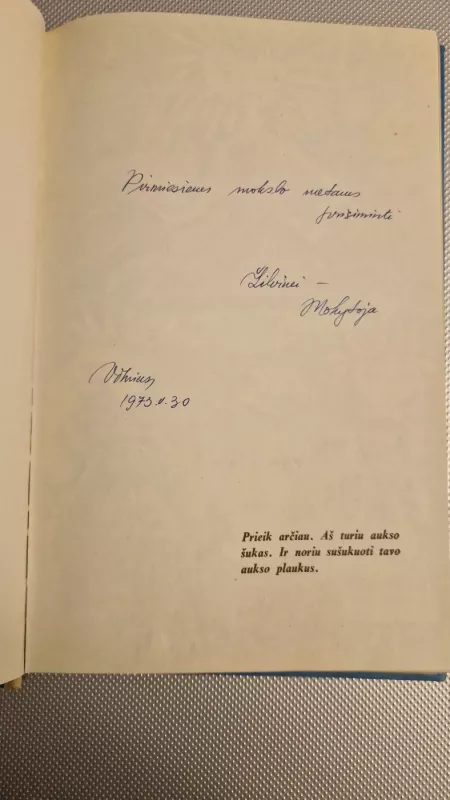 Pirmiesiems mokslo metams
prisiminti
Silvinei –
Mokytoja
Vilnius,
1973.V.30
Prieik arčiau. Aš turiu aukso
šukas. Ir noriu sušukuoti tavo
aukso plaukus.